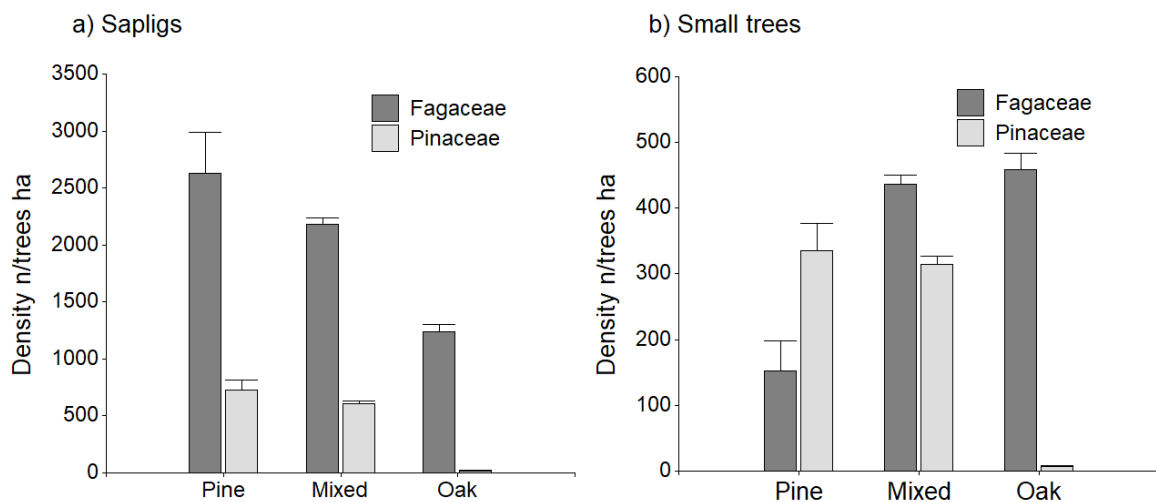 a) Sapligs
3500
3000
2500
2000
1500
1000
500
0
Density n/trees ha
Fagaceae
Pinaceae
Pine Mixed Oak
b) Small trees
600
500
400
300
200
100
0
Density n/trees ha
Fagaceae
Pinaceae
Pine Mixed Oak